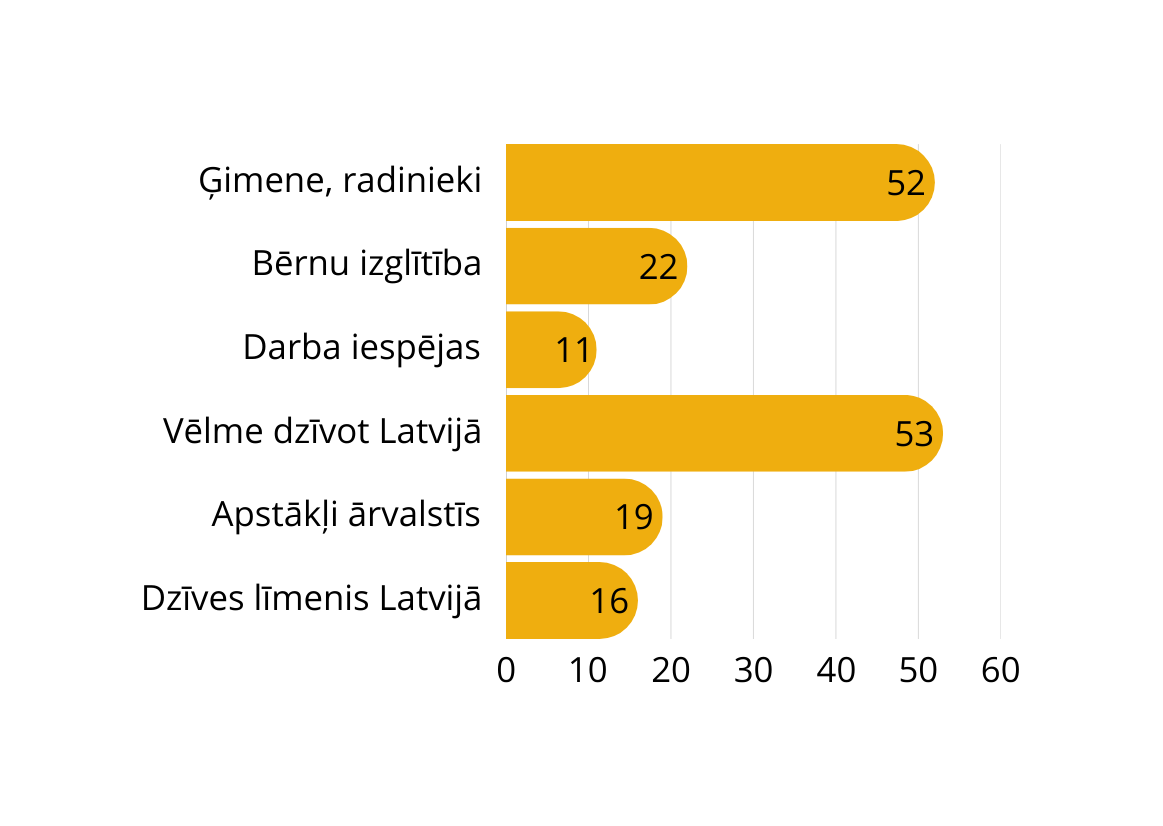 Ģimene, radinieki 52
Bērnu izglītība 22
Darba iespējas 11
Vēlme dzīvot Latvijā 53
Apstākļi ārvalstīs 19
Dzīves līmenis Latvijā 16
0 10 20 30 40 50 60